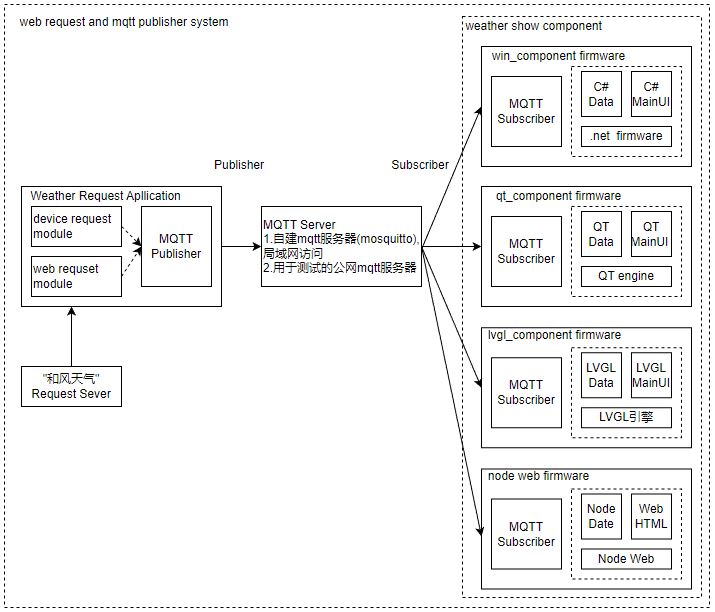 web request and mqtt publisher system
weather show component
win_component firmware
MQTT
Subscriber
C#
Data
C#
MainUI
.net firmware
Publisher
Subscriber
Weather Request Apllication
device request
module
web requset
module
MQTT
Publisher
MQTT Server
1.自建mqtt服务器(mosquitto),
局域网访问
2.用于测试的公网mqtt服务器
qt_component firmware
MQTT
Subscriber
QT
Data
QT
MainUI
QT engine
"和风天气"
Request Sever
lvgl_component firmware
MQTT
Subscriber
LVGL
Data
LVGL
MainUI
LVGL引擎
node web firmware
MQTT
Subscriber
Node
Date
Web
HTML
Node Web